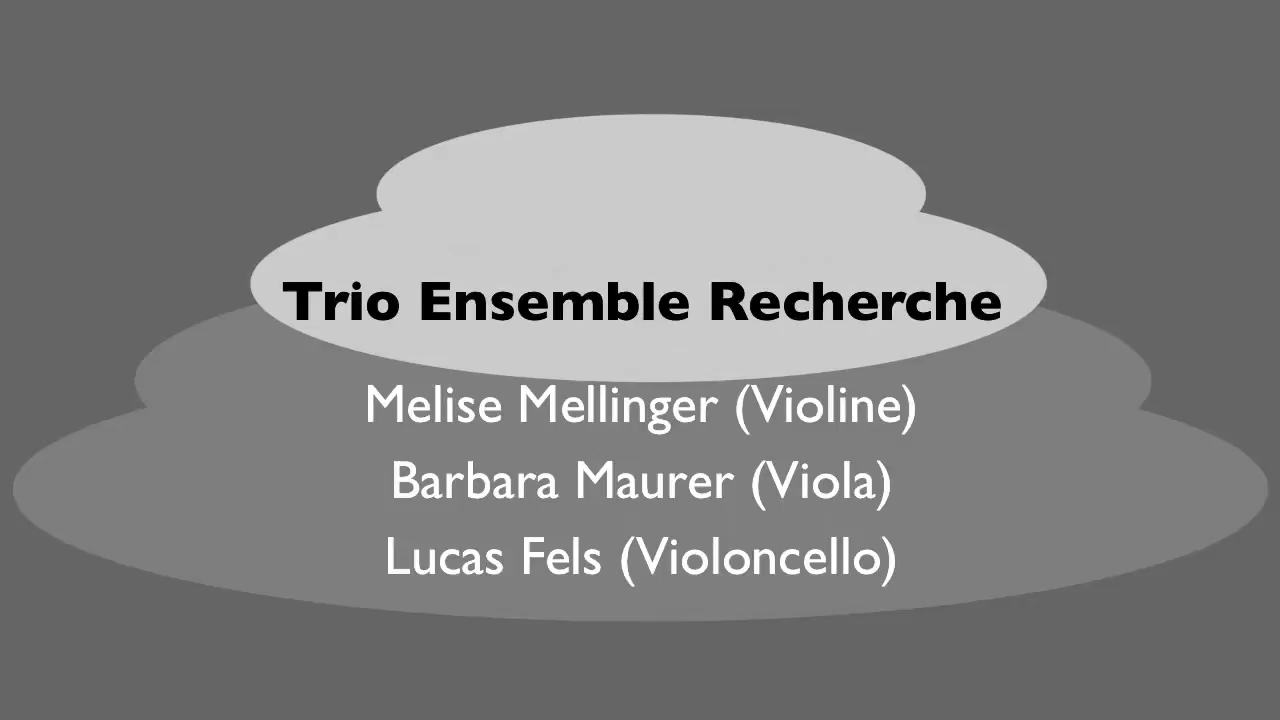 Trio Ensemble Recherche
Melise Mellinger (Violine)
Barbara Maurer (Viola)
Lucas Fels (Violoncello)